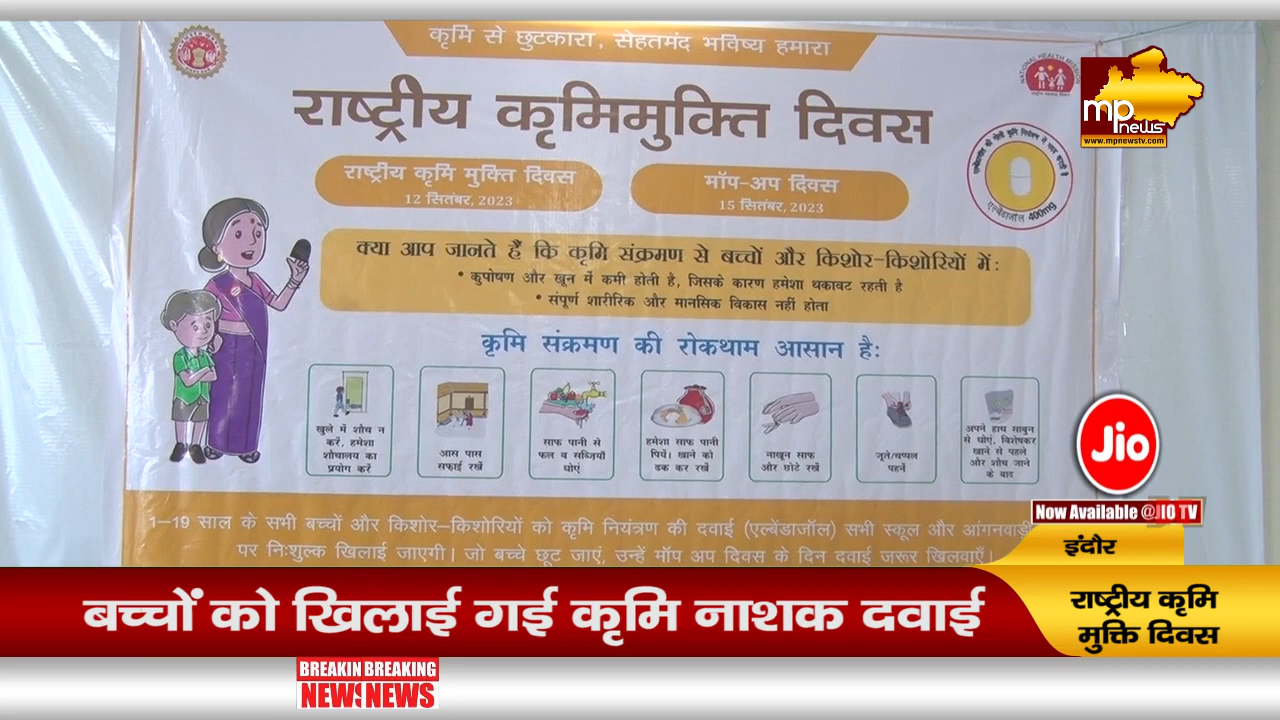 कृमि से छुटकारा, सेहतमंद भविष्य हमारा
राष्ट्रीय कृमिमुक्ति दिवस
राष्ट्रीय कृमि मुक्ति दिवस
12 सितंबर, 2023
मॉप-अप दिवस
15 सितंबर, 2023
एल्बेंडाजॉल 400mg
mp
news
www.mpnewstv.com
क्या आप जानते हैं कि कृमि संक्रमण से बच्चों और किशोर-किशोरियों में:
• कुपोषण और खून में कमी होती है, जिसके कारण हमेशा थकावट रहती है
• संपूर्ण शारीरिक और मानसिक विकास नहीं होता
कृमि संक्रमण की रोकथाम आसान है:
खुले में शौच न
करें, हमेशा
शौचालय का
प्रयोग करें
आस पास
सफाई रखें
साफ पानी से
फल व सब्जियाँ
धोएं
हमेशा साफ पानी
पियें। खाने को
ढक कर रखें
नाखून साफ
और छोटे रखें
जूते/चप्पल
पहनें
अपने हाथ साबुन
से धोएं, विशेषकर
खाने से पहले
और शौच जाने
के बाद
1-19 साल के सभी बच्चों और किशोर-किशोरियों को कृमि नियंत्रण की दवाई (एल्बेंडाजॉल) सभी स्कूल और आंगनवाड़ी
पर निःशुल्क खिलाई जाएगी। जो बच्चे छूट जाएं, उन्हें मॉप अप दिवस के दिन दवाई जरूर खिलवाएँ।
Jio
Now Available @JIO TV
इंदौर
बच्चों को खिलाई गई कृमि नाशक दवाई
राष्ट्रीय कृमि
मुक्ति दिवस
BREAKIN BREAKING
NEWS NEWS